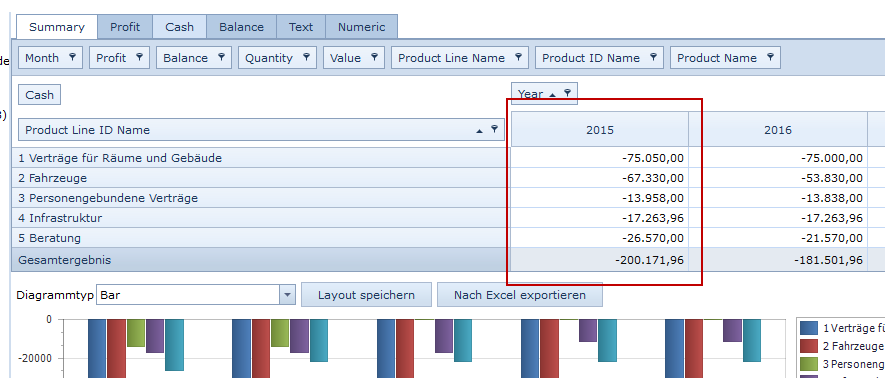 Summary Profit Cash Balance Text Numeric
Month Profit Balance Quantity Value Product Line Name Product ID Name Product Name
de
Cash Year
3)
Product Line ID Name 2015 2016
1 Verträge für Räume und Gebäude -75.050,00 -75.000,00
2 Fahrzeuge -67.330,00 -53.830,00
3 Personengebundene Verträge -13.958,00 -13.838,00
4 Infrastruktur -17.263,96 -17.263,96
5 Beratung -26.570,00 -21.570,00
Gesamtergebnis -200.171,96 -181.501,96
Diagrammtyp Bar Layout speichern Nach Excel exportieren
0 1 Verträge fü
2 Fahrzeuge
-20000 3 Personeng